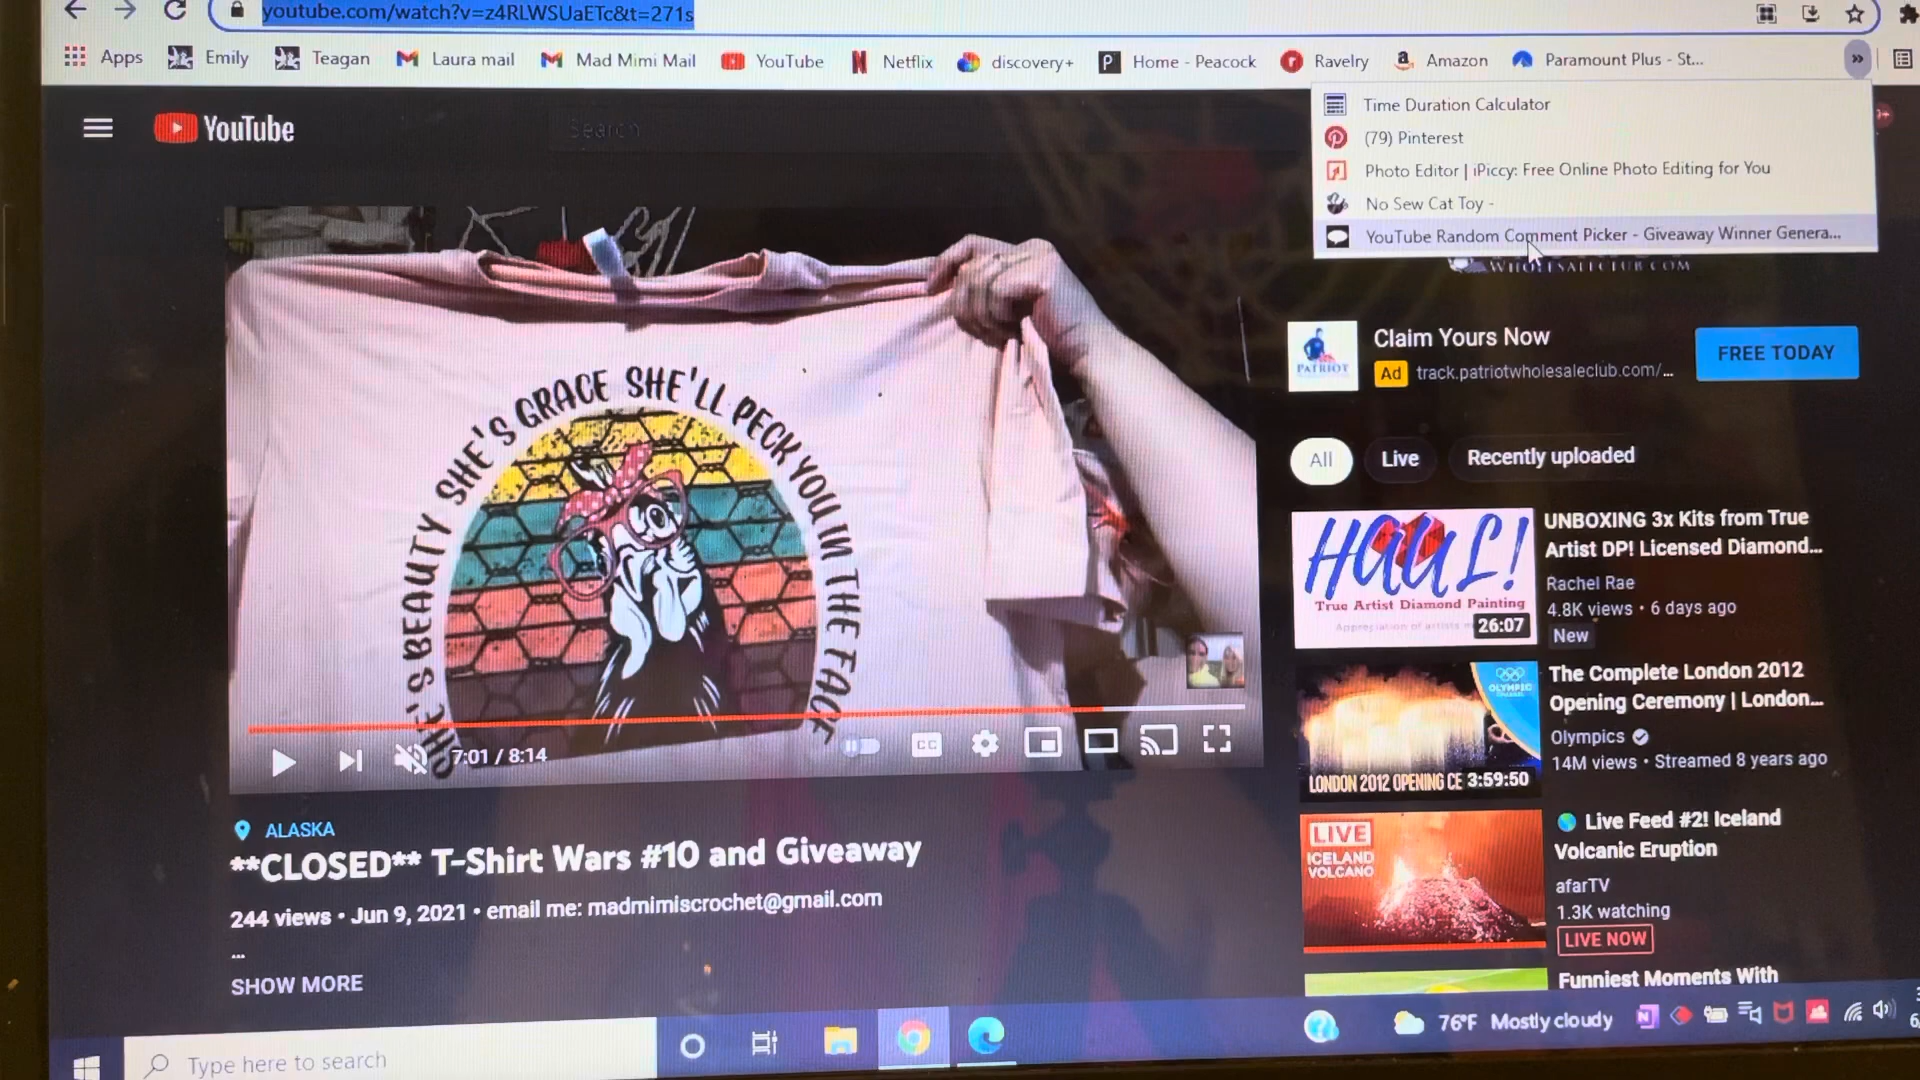 youtube.com/watch?v=z4RLWSUaETc&t=271s
Apps Emily Teagan Laura mail Mad Mimi Mail YouTube Netflix discovery+ Home - Peacock Ravelry Amazon Paramount Plus - St...
Time Duration Calculator
(79) Pinterest
Photo Editor | iPiccy: Free Online Photo Editing for You
No Sew Cat Toy -
YouTube Random Comment Picker - Giveaway Winner Genera...
YouTube
Search
WHOLESALECLUB.COM
SHE'S BEAUTY SHE'S GRACE SHE'LL PECK YOU IN THE FACE
7:01 / 8:14
CC
ALASKA
**CLOSED** T-Shirt Wars #10 and Giveaway
244 views • Jun 9, 2021 • email me: madmimiscrochet@gmail.com
...
SHOW MORE
PATRIOT
Claim Yours Now
Ad track.patriotwholesaleclub.com/...
FREE TODAY
All Live Recently uploaded
HAUL!
True Artist Diamond Painting
26:07
UNBOXING 3x Kits from True
Artist DP! Licensed Diamond...
Rachel Rae
4.8K views • 6 days ago
New
OLYMPIC
LONDON 2012 OPENING CE 3:59:50
The Complete London 2012
Opening Ceremony | London...
Olympics
14M views • Streamed 8 years ago
LIVE
ICELAND
VOLCANO
Live Feed #2! Iceland
Volcanic Eruption
afarTV
1.3K watching
LIVE NOW
Funniest Moments With
Type here to search
76°F Mostly cloudy